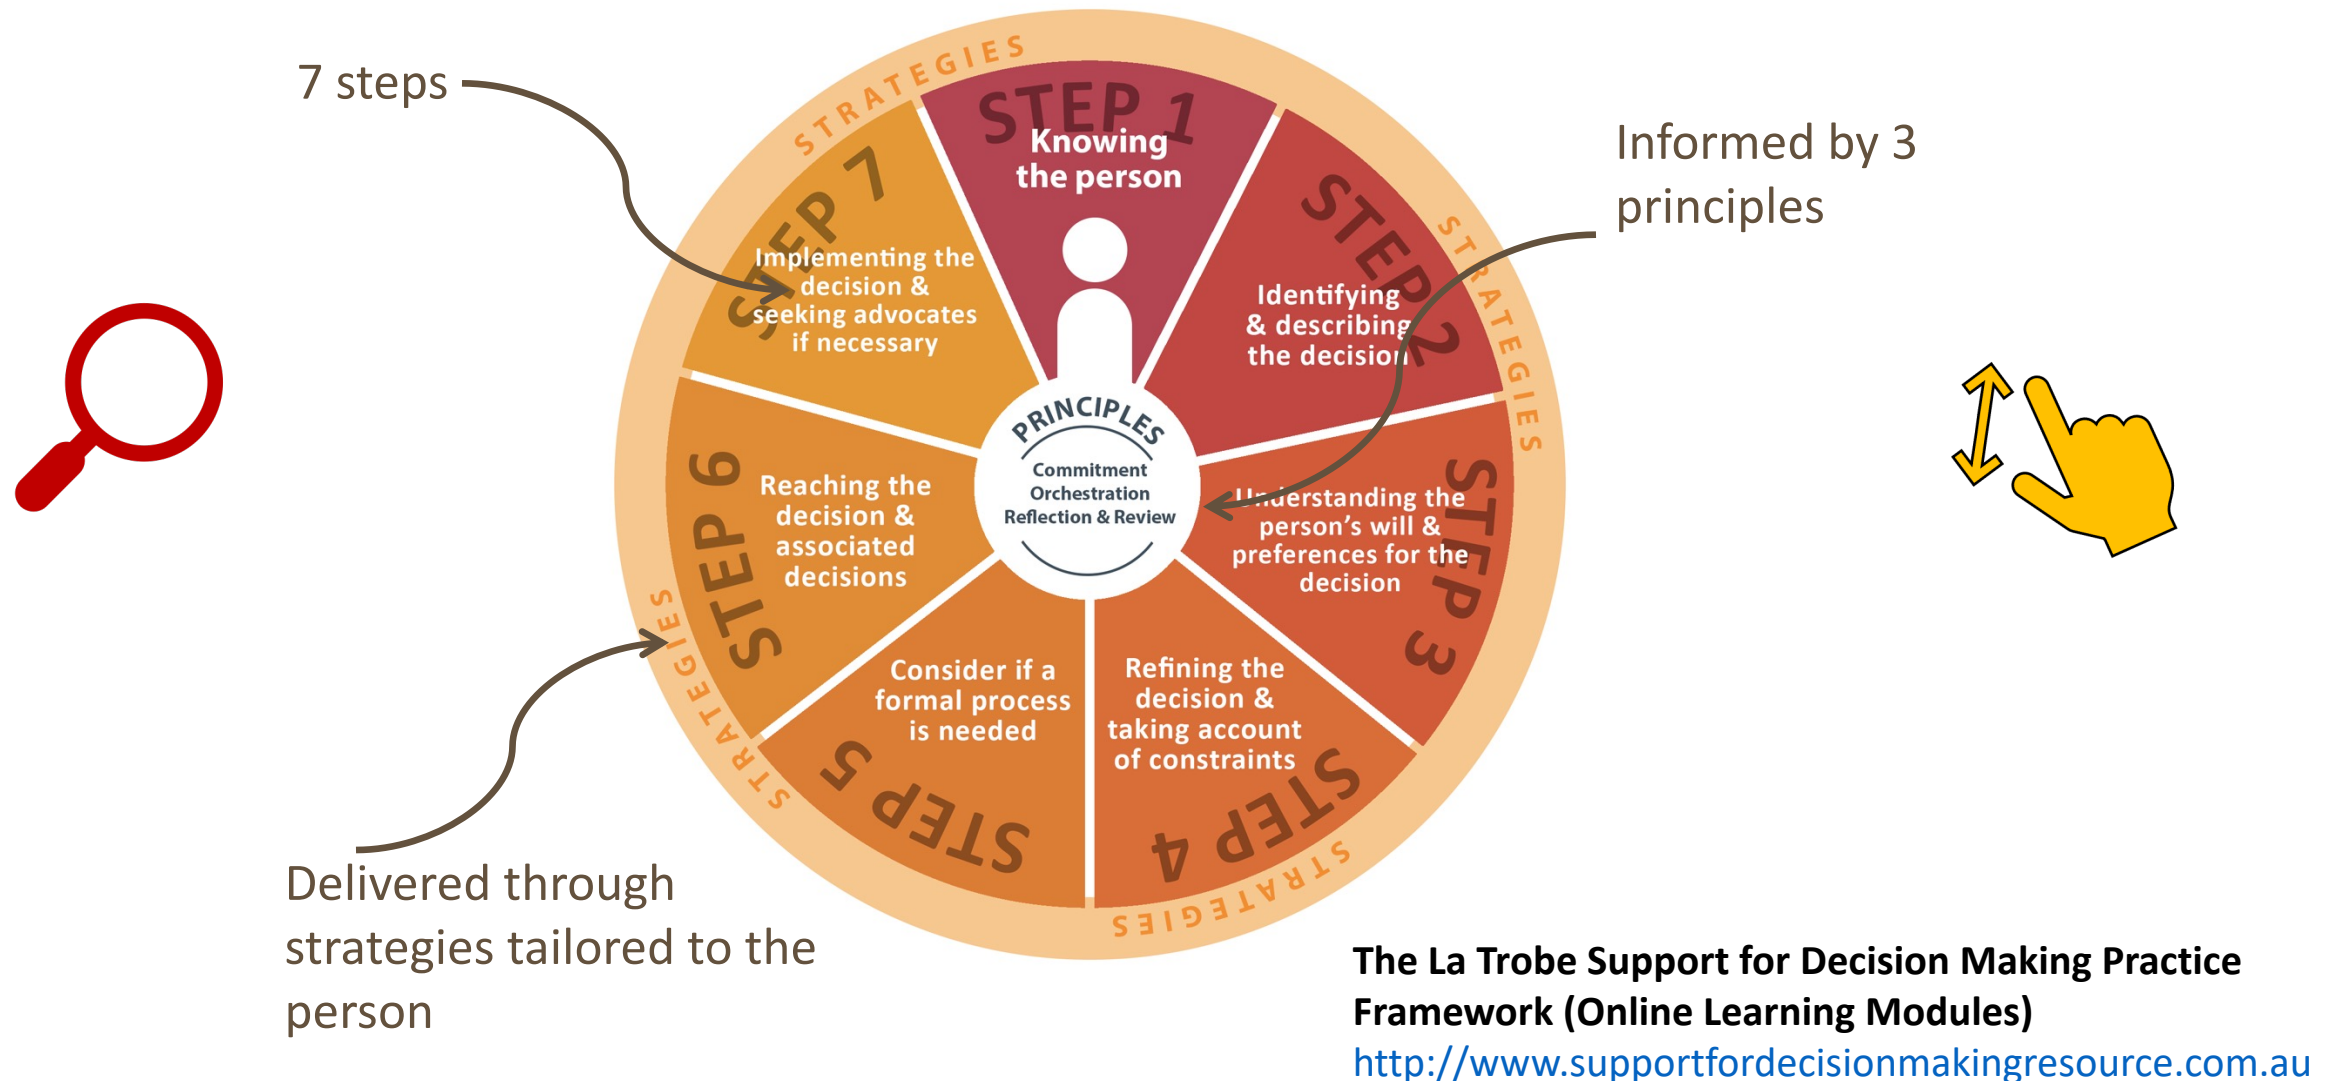 7 steps
Informed by 3
principles
STRATEGIES
STEP 1
Knowing
the person
STRATEGIES
STEP 2
Identifying
& describing
the decision
STEP 3
Understanding the
person’s will &
preferences for the
decision
STEP 4
Refining the
decision &
taking account
of constraints
STRATEGIES
STEP 5
Consider if a
formal process
is needed
STEP 6
Reaching the
decision &
associated
decisions
STRATEGIES
STEP 7
Implementing the
decision &
seeking advocates
if necessary
PRINCIPLES
Commitment
Orchestration
Reflection & Review
Delivered through
strategies tailored to the
person
The La Trobe Support for Decision Making Practice
Framework (Online Learning Modules)
http://www.supportfordecisionmakingresource.com.au